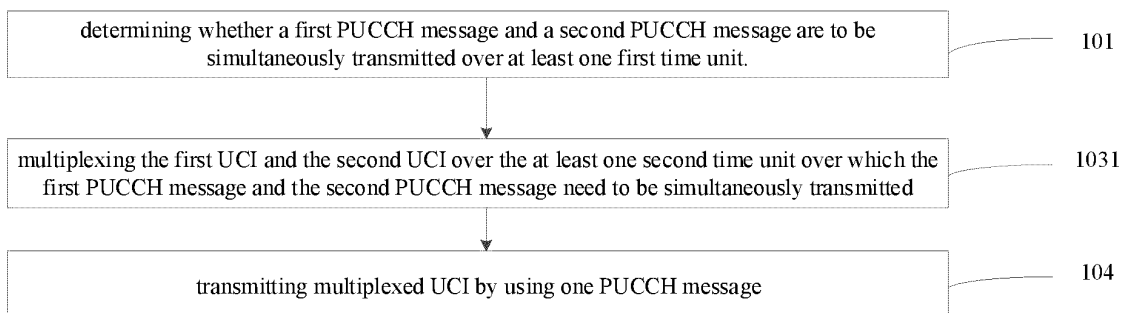 determining whether a first PUCCH message and a second PUCCH message are to be
simultaneously transmitted over at least one first time unit.
101
multiplexing the first UCI and the second UCI over the at least one second time unit over which the
first PUCCH message and the second PUCCH message need to be simultaneously transmitted
1031
transmitting multiplexed UCI by using one PUCCH message
104